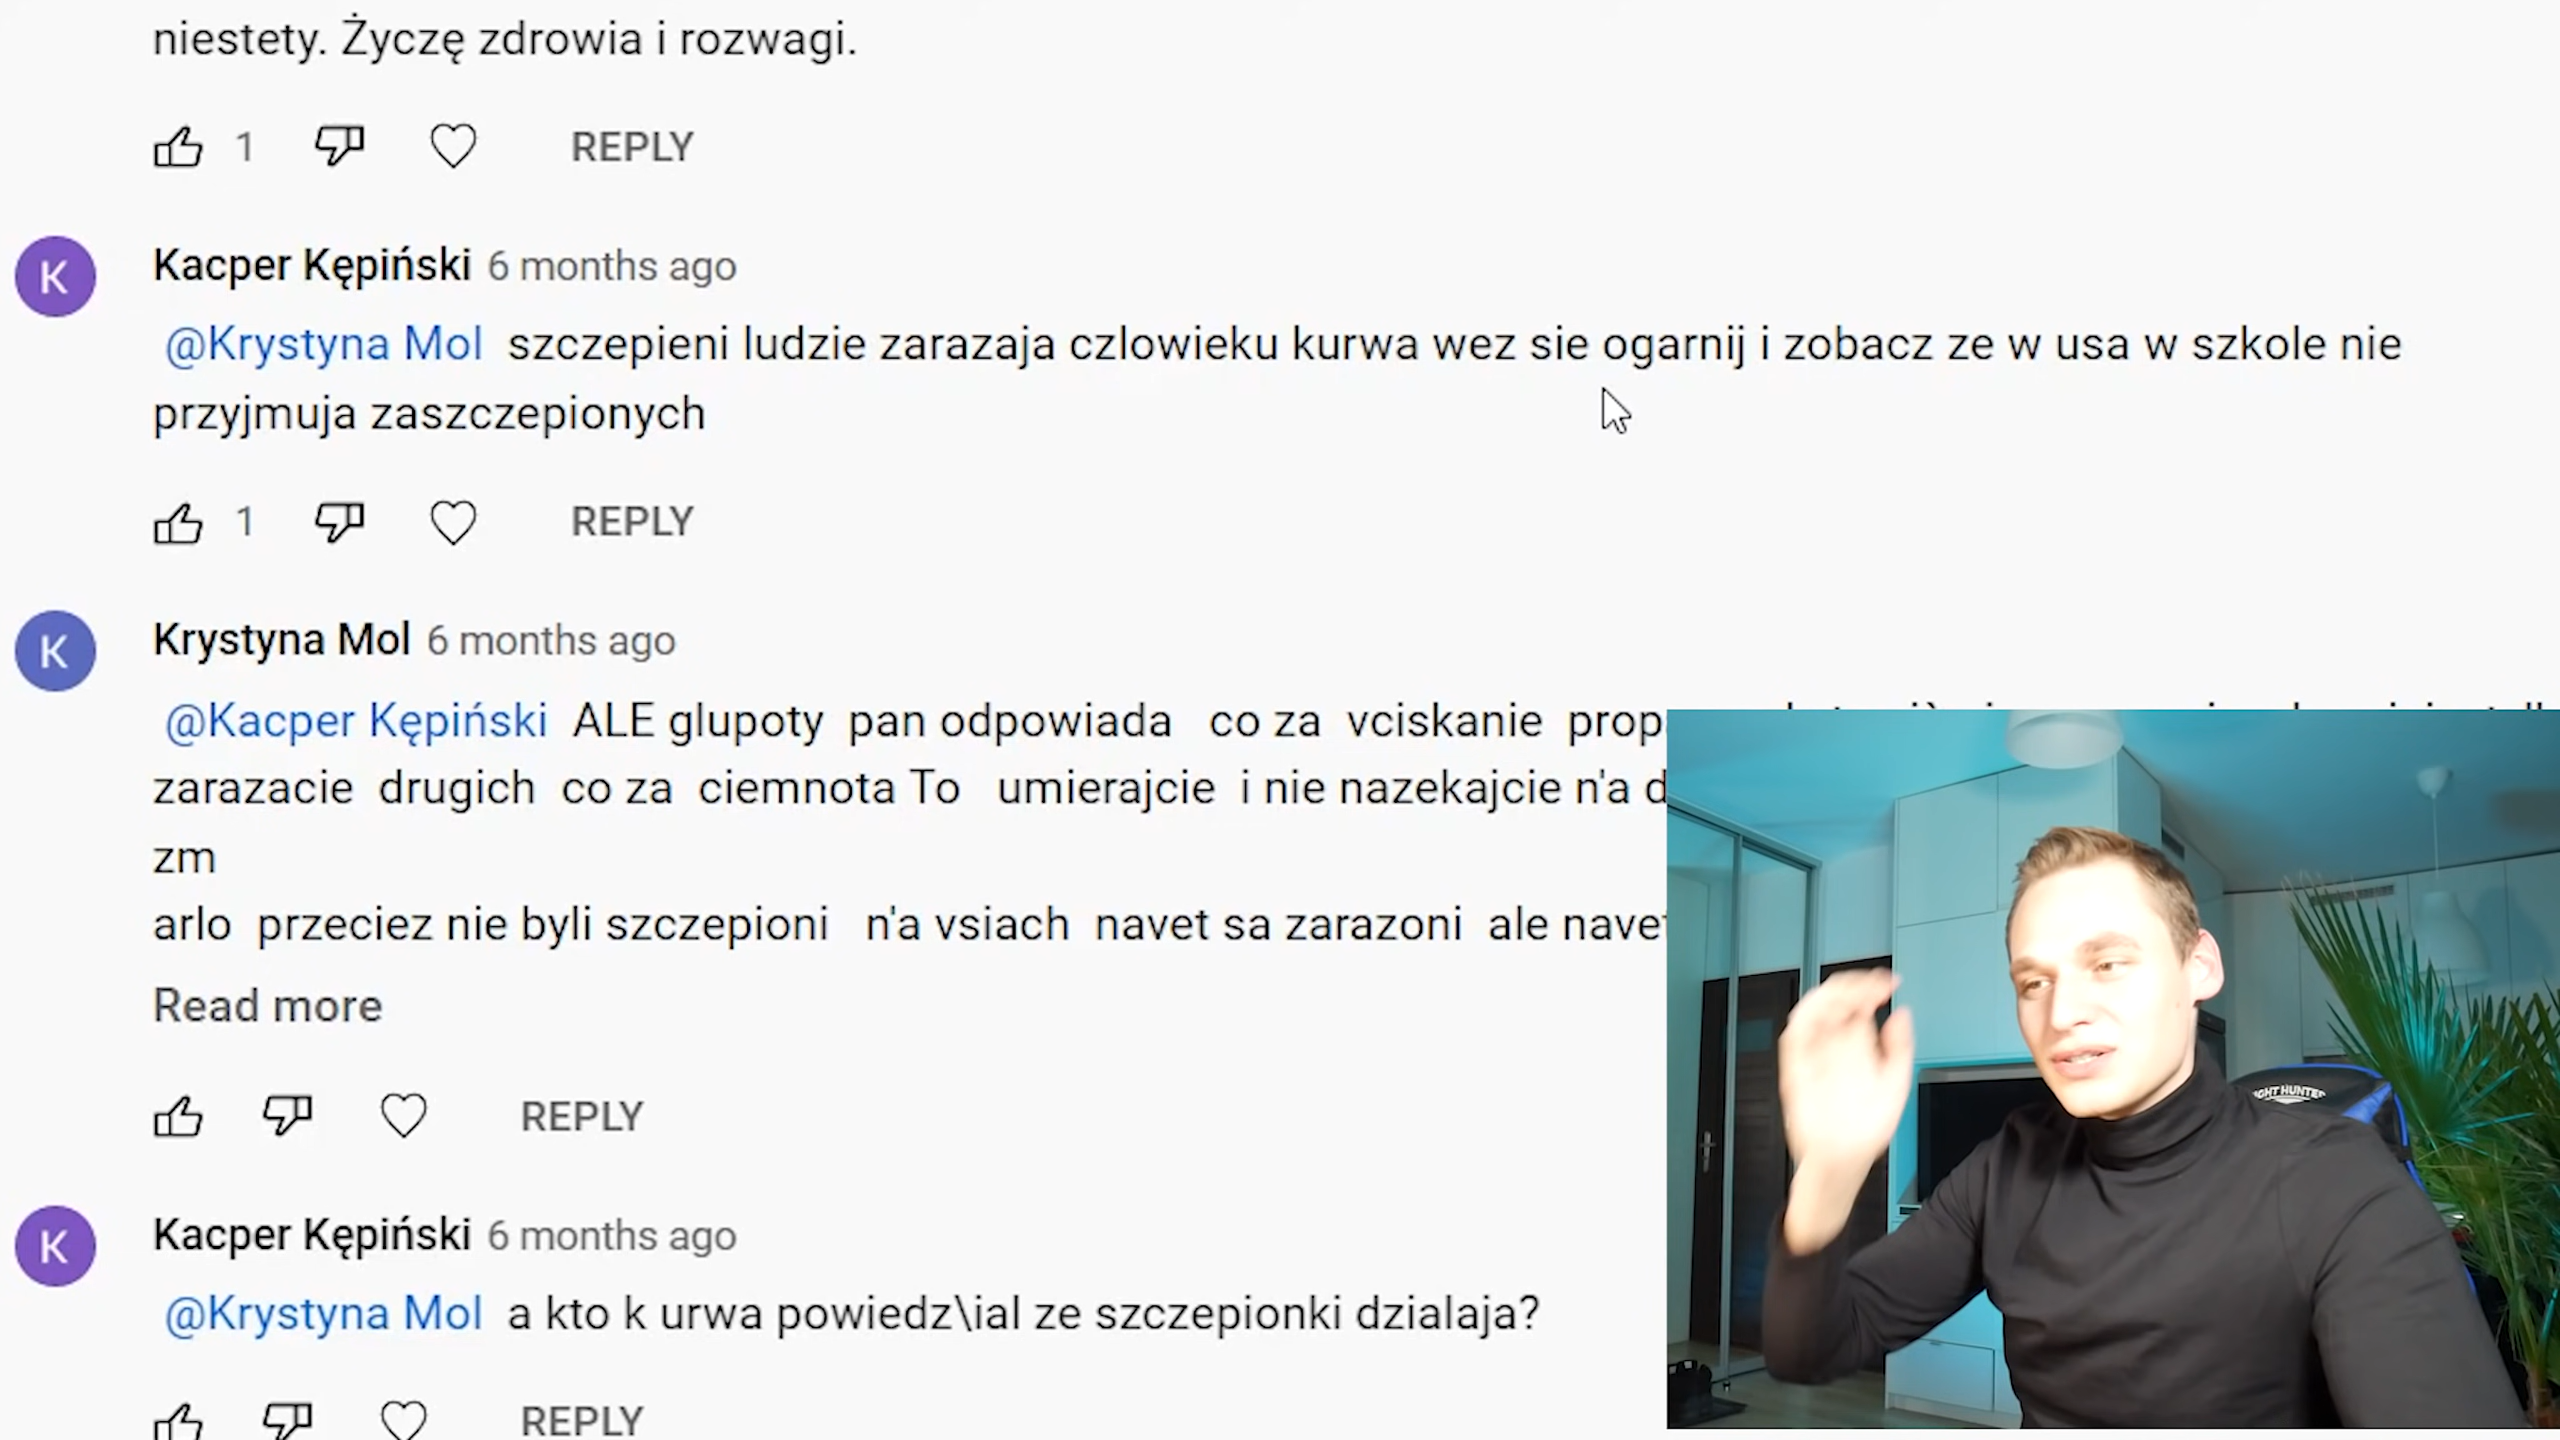 niestety. Życzę zdrowia i rozwagi.
1 REPLY
K
Kacper Kępiński 6 months ago
@Krystyna Mol szczepieni ludzie zarazaja czlowieku kurwa wez sie ogarnij i zobacz ze w usa w szkole nie
przyjmuja zaszczepionych
1 REPLY
K
Krystyna Mol 6 months ago
@Kacper Kępiński ALE glupoty pan odpowiada co za vciskanie
zarazacie drugich co za ciemnota To umierajcie i nie nazekajcie n'a
zm
arlo przeciez nie byli szczepioni n'a vsiach navet sa zarazoni ale
Read more
REPLY
K
Kacper Kępiński 6 months ago
@Krystyna Mol a kto k urwa powiedz\ial ze szczepionki dzialaja?
REPLY